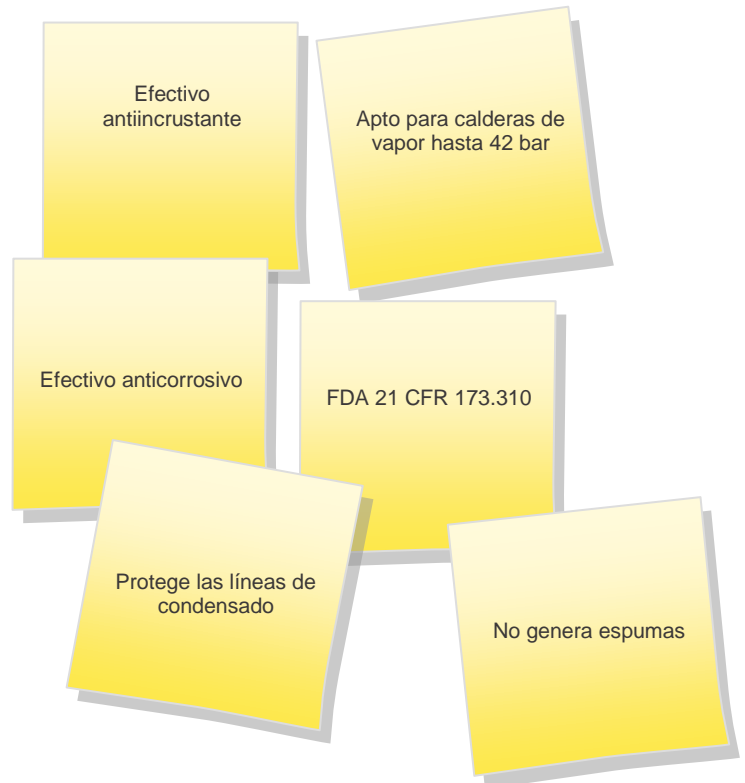 Efectivo
antiincrustante
Apto para calderas de
vapor hasta 42 bar
Efectivo anticorrosivo
FDA 21 CFR 173.310
Protege las líneas de
condensado
No genera espumas